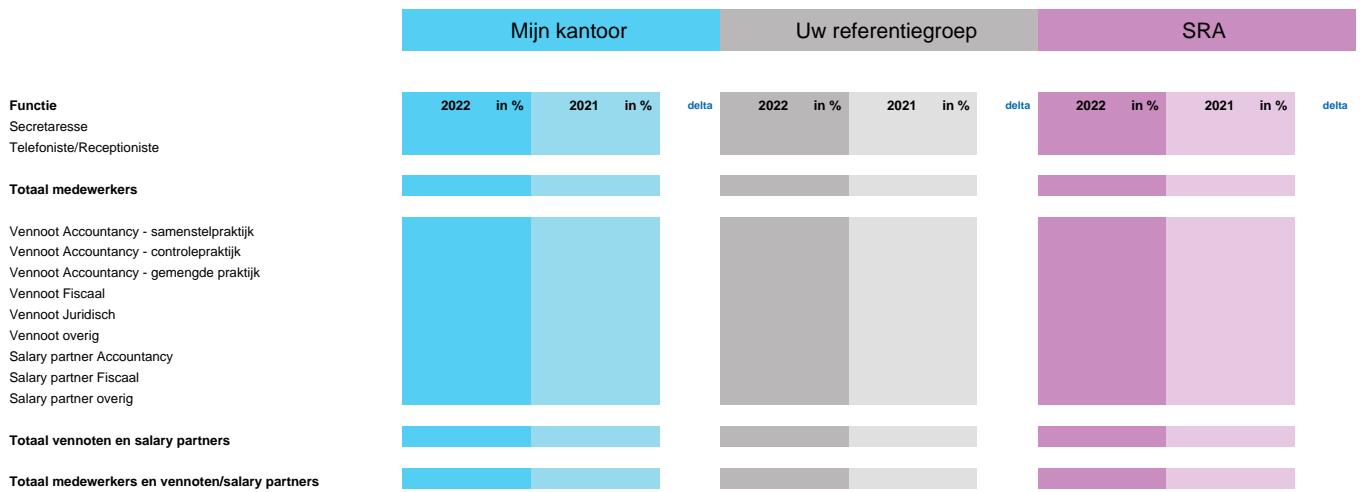 Mijn kantoor Uw referentiegroep SRA
Functie 2022 in % 2021 in % delta 2022 in % 2021 in % delta 2022 in % 2021 in % delta
Secretaresse
Telefoniste/Receptioniste
Totaal medewerkers
Vennoot Accountancy - samenstelpraktijk
Vennoot Accountancy - controlepraktijk
Vennoot Accountancy - gemengde praktijk
Vennoot Fiscaal
Vennoot Juridisch
Vennoot overig
Salary partner Accountancy
Salary partner Fiscaal
Salary partner overig
Totaal vennoten en salary partners
Totaal medewerkers en vennoten/salary partners